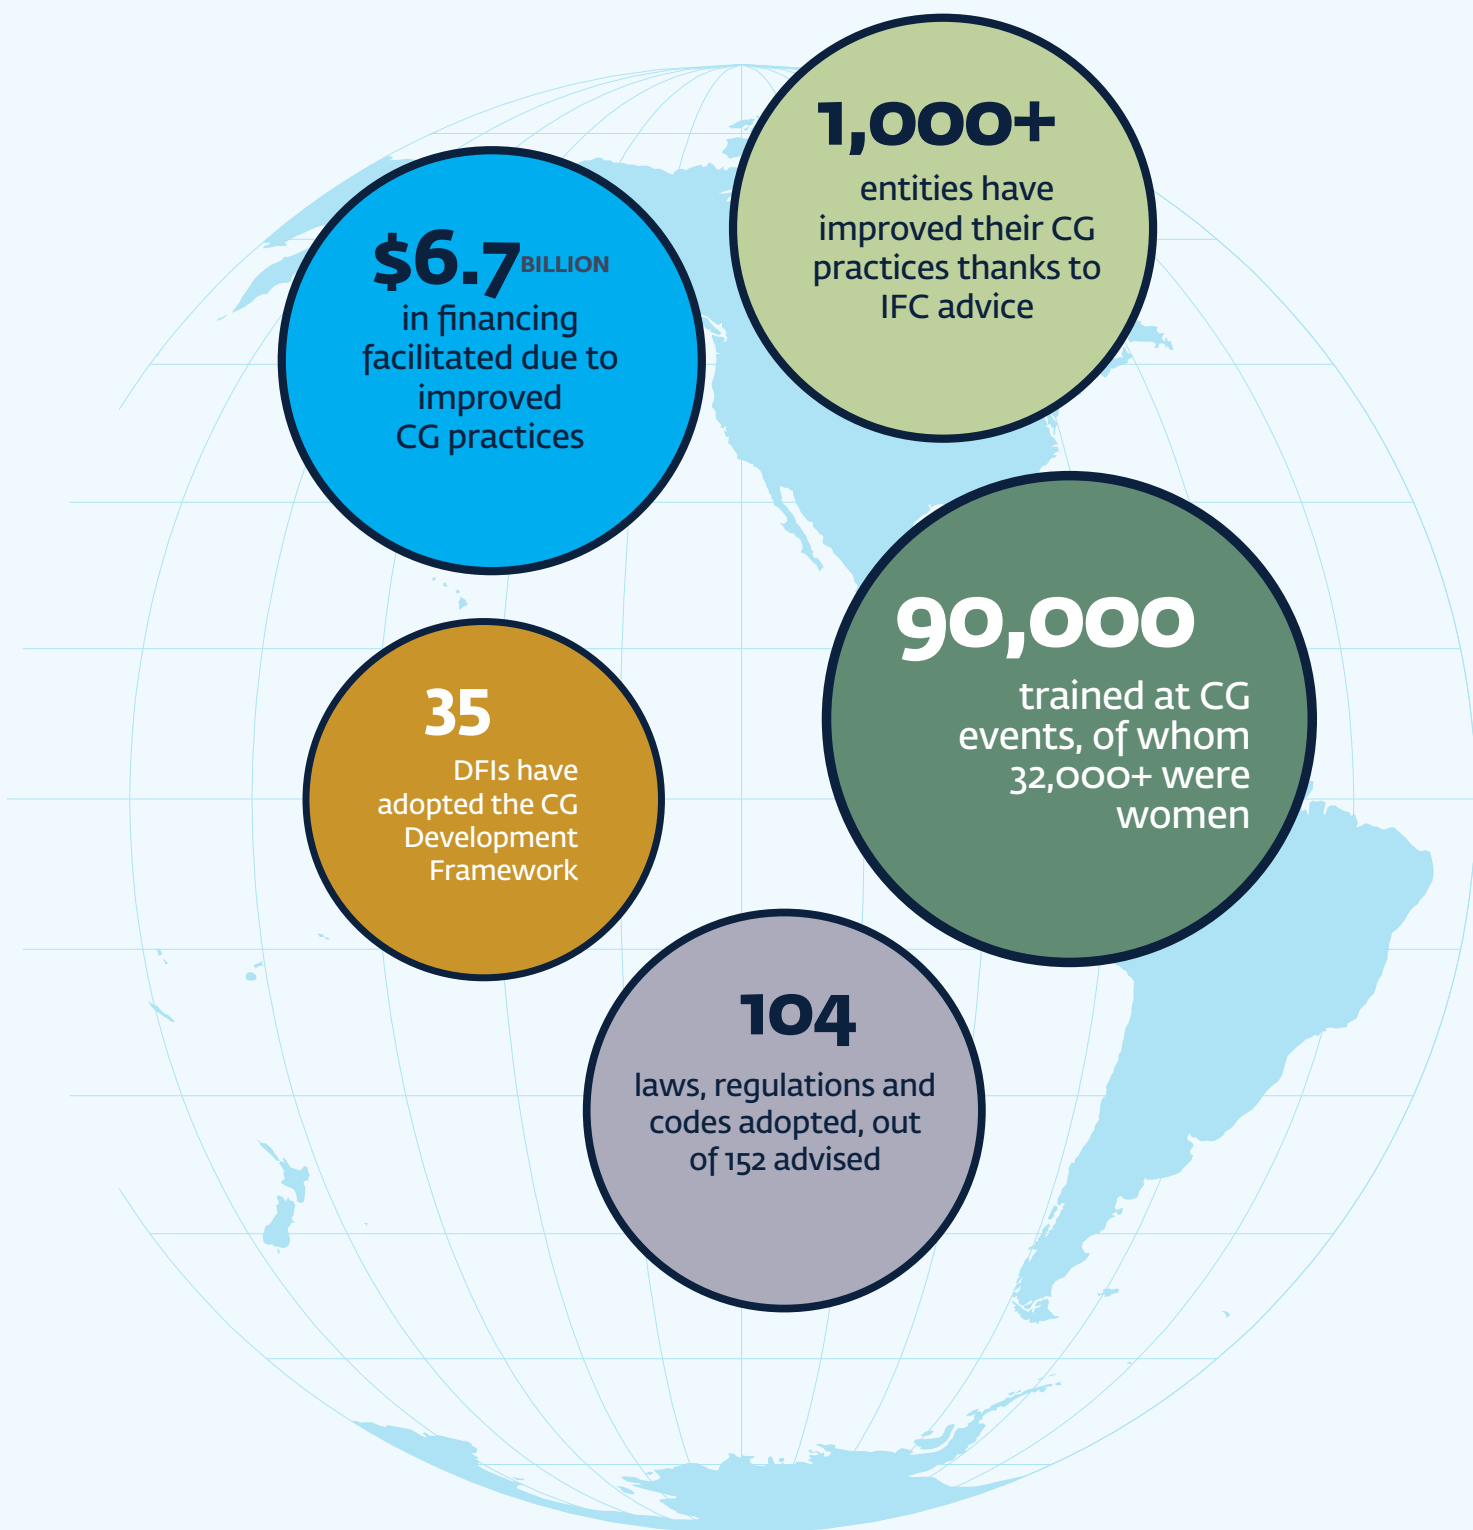 1,000+
entities have
improved their CG
practices thanks to
IFC advice
$6.7 BILLION
in financing
facilitated due to
improved
CG practices
90,000
trained at CG
events, of whom
32,000+ were
women
35
DFIs have
adopted the CG
Development
Framework
104
laws, regulations and
codes adopted, out
of 152 advised